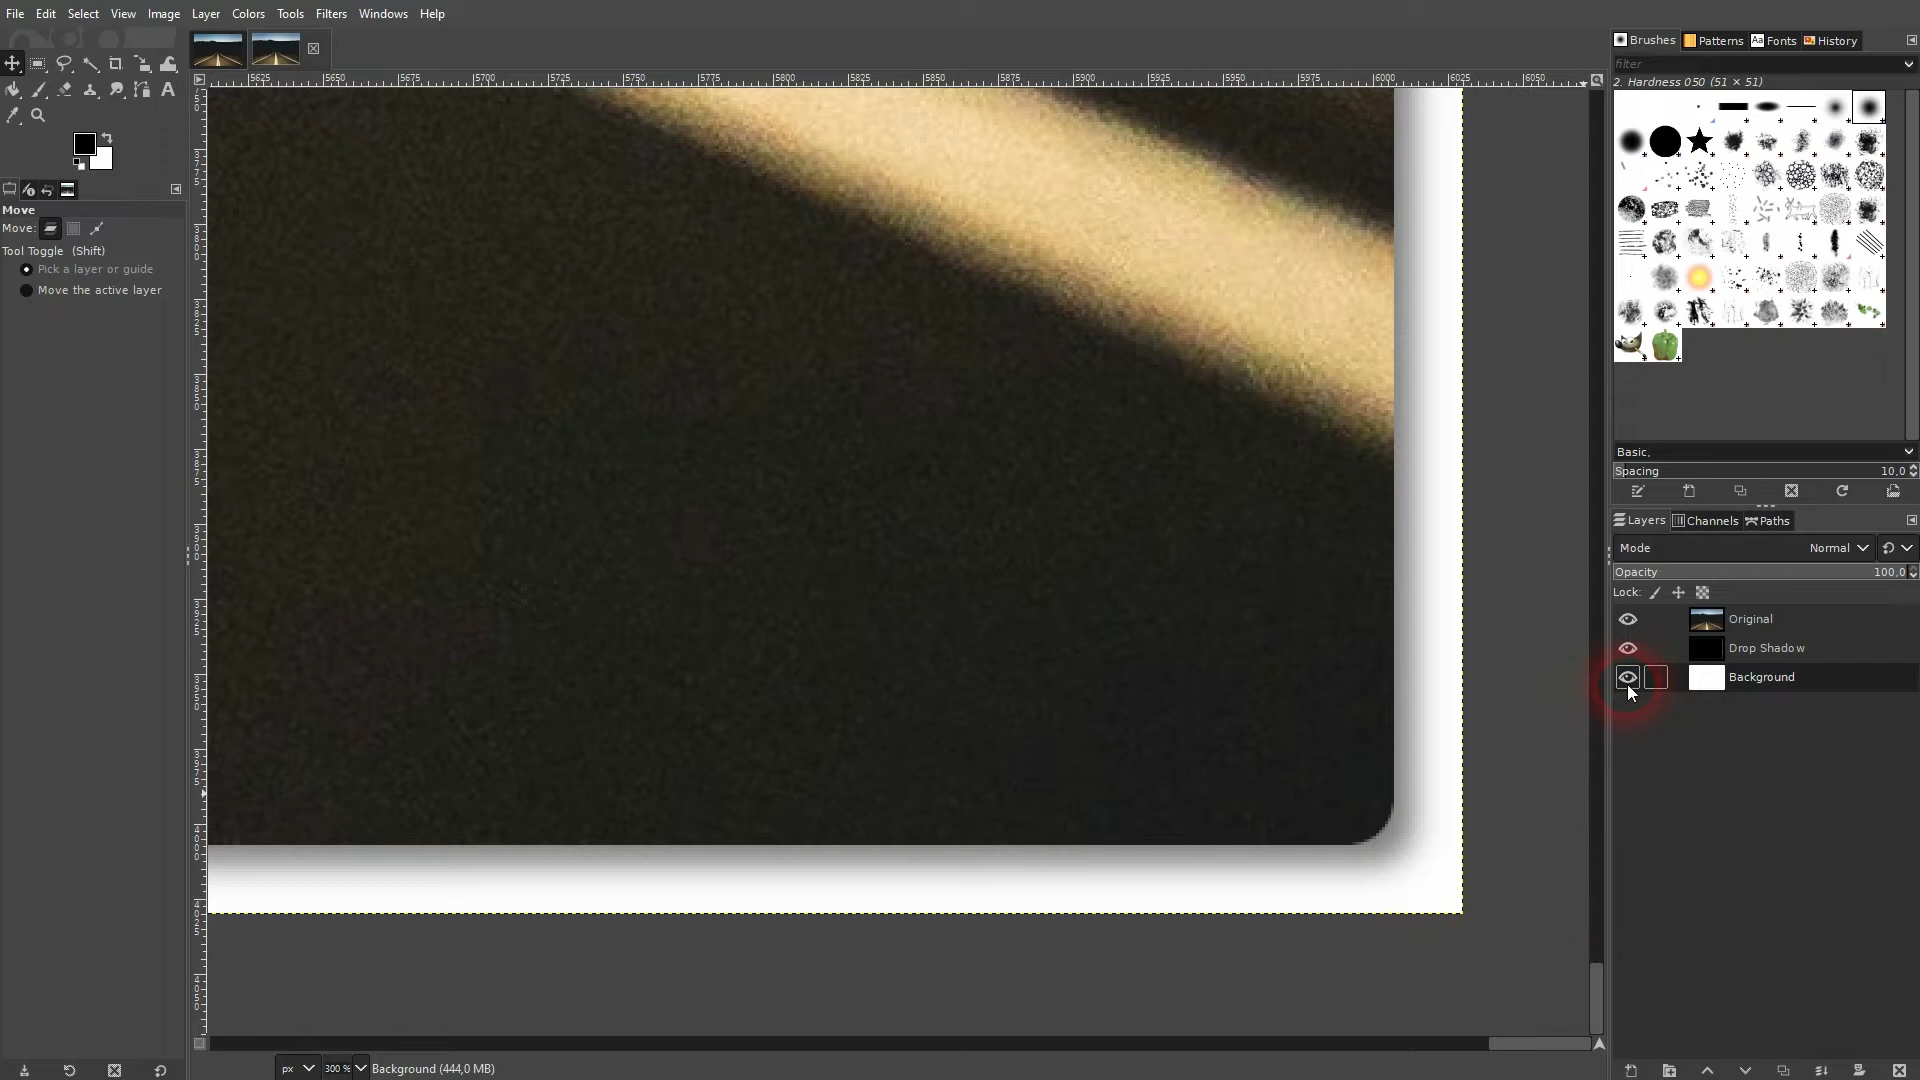 File Edit Select View Image Layer Colors Tools Filters Windows Help
Brushes Patterns Aa Fonts History
filter
2. Hardness 050 (51 × 51)
5625 5650 5675 5700 5725 5750 5775 5800 5825 5850 5875 5900 5925 5950 5975 6000 6025 6050
Move
Move:
Tool Toggle (Shift)
Pick a layer or guide
Move the active layer
Basic,
Spacing 10,0
Layers Channels Paths
Mode Normal
Opacity 100,0
Lock:
Original
Drop Shadow
Background
px 300 % Background (444,0 MB)